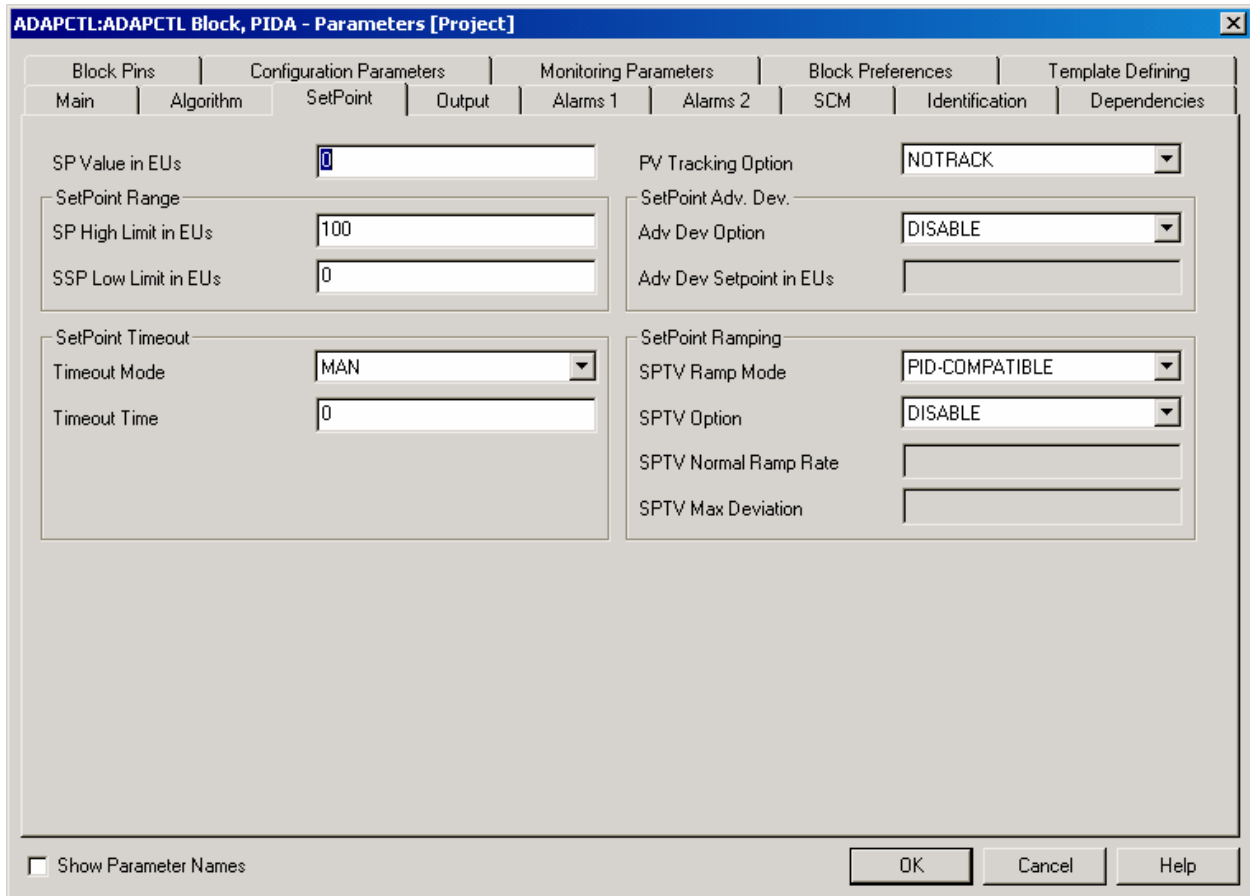 ADAPCTL:ADAPCTL Block, PIDA - Parameters [Project]
Block Pins Configuration Parameters Monitoring Parameters Block Preferences Template Defining
Main Algorithm SetPoint Output Alarms 1 Alarms 2 SCM Identification Dependencies
SP Value in EUs 0
PV Tracking Option NOTRACK
SetPoint Range
SP High Limit in EUs 100
SSP Low Limit in EUs 0
SetPoint Adv. Dev.
Adv Dev Option DISABLE
Adv Dev Setpoint in EUs
SetPoint Timeout
Timeout Mode MAN
Timeout Time 0
SetPoint Ramping
SPTV Ramp Mode PID-COMPATIBLE
SPTV Option DISABLE
SPTV Normal Ramp Rate
SPTV Max Deviation
Show Parameter Names
OK Cancel Help